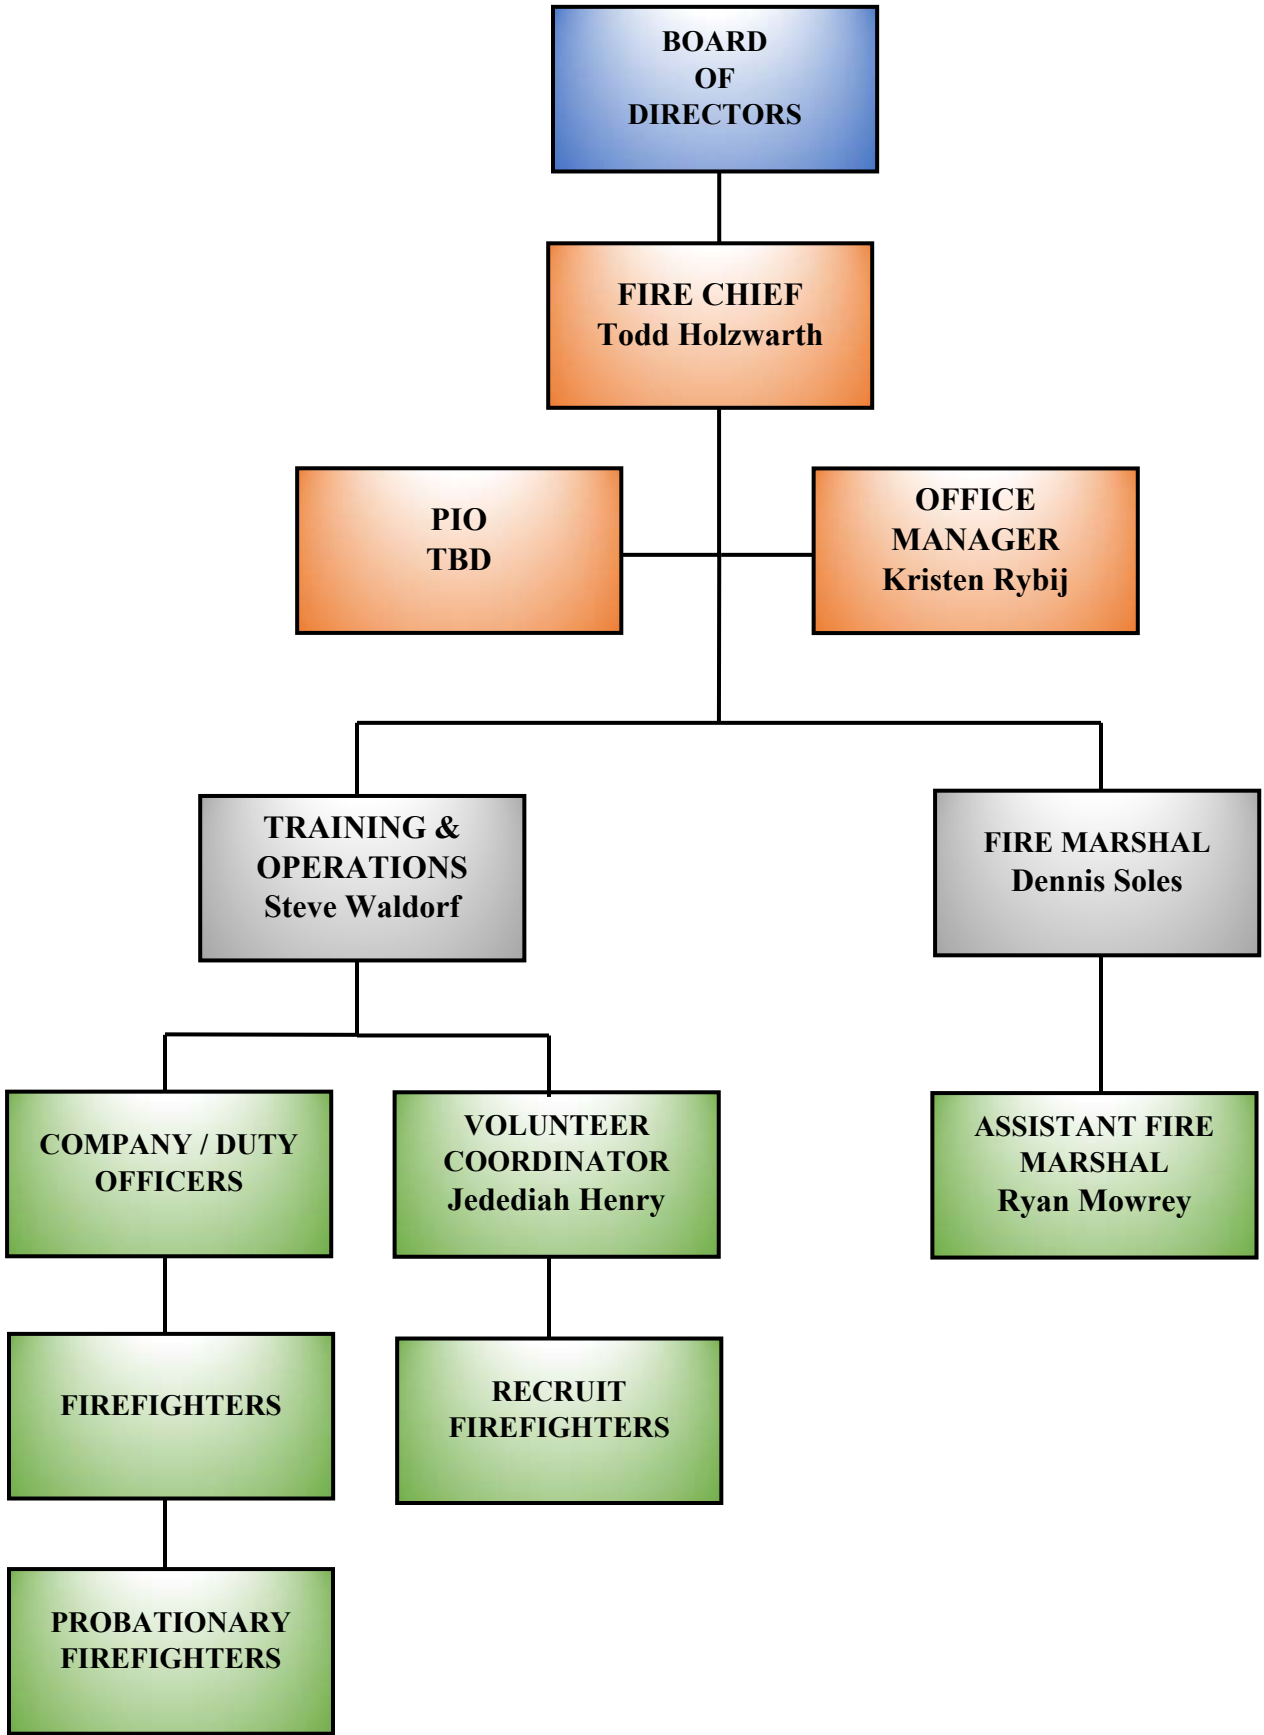 BOARD
OF
DIRECTORS
FIRE CHIEF
Todd Holzwarth
PIO
TBD
OFFICE
MANAGER
Kristen Rybij
TRAINING &
OPERATIONS
Steve Waldorf
FIRE MARSHAL
Dennis Soles
COMPANY / DUTY
OFFICERS
VOLUNTEER
COORDINATOR
Jedediah Henry
ASSISTANT FIRE
MARSHAL
Ryan Mowrey
FIREFIGHTERS
RECRUIT
FIREFIGHTERS
PROBATIONARY
FIREFIGHTERS